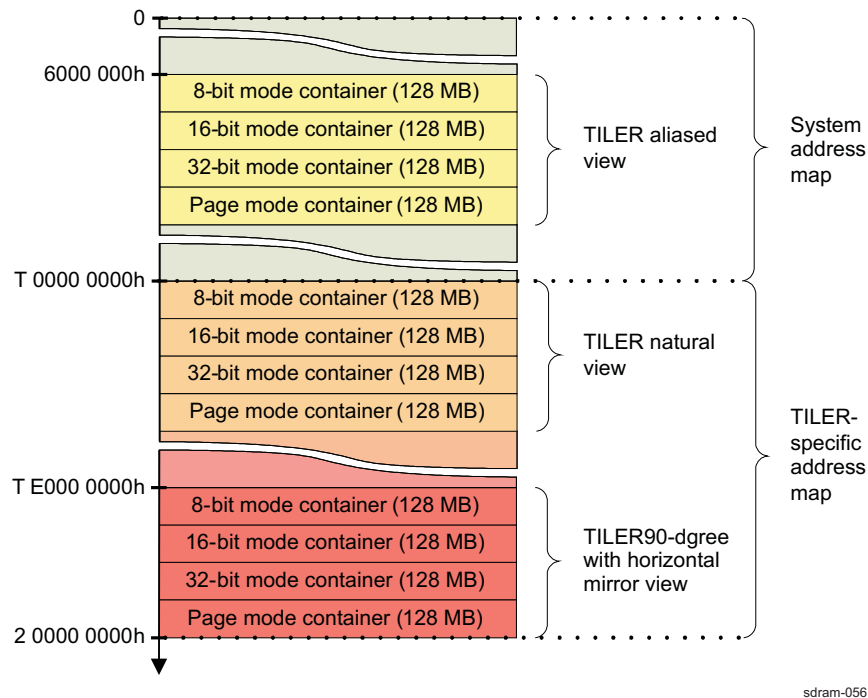 0
6000 000h
8-bit mode container (128 MB)
16-bit mode container (128 MB)
32-bit mode container (128 MB)
Page mode container (128 MB)
TILER aliased
view
System
address
map
T 0000 0000h
8-bit mode container (128 MB)
16-bit mode container (128 MB)
32-bit mode container (128 MB)
Page mode container (128 MB)
TILER natural
view
TILER-
specific
address
map
T E000 0000h
8-bit mode container (128 MB)
16-bit mode container (128 MB)
32-bit mode container (128 MB)
Page mode container (128 MB)
TILER90-dgree
with horizontal
mirror view
2 0000 0000h
sdram-056